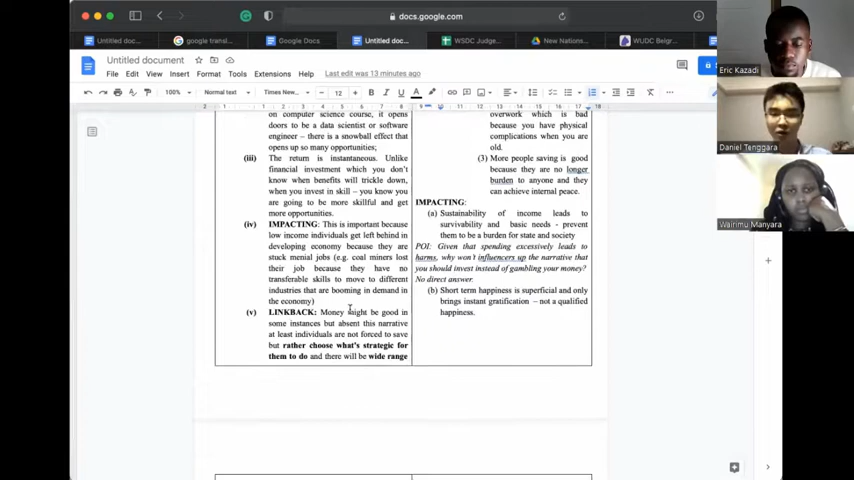 docs.google.com
Untitled doc...
google transl...
Google Docs
Untitled doc...
WSDC Judge...
New Nations...
WUDC Belgr...
Untitled document
File Edit View Insert Format Tools Extensions Help Last edit was 13 minutes ago
100% Normal text Times New... 12
on computer science course, it opens
doors to be a data scientist or software
engineer – there is a snowball effect that
opens up so many opportunities;
(iii) The return is instantaneous. Unlike
financial investment which you don't
know when benefits will trickle down,
when you invest in skill – you know you
are going to be more skillful and get
more opportunities.
(iv) IMPACTING: This is important because
low income individuals get left behind in
developing economy because they are
stuck menial jobs (e.g. coal miners lost
their job because they have no
transferable skills to move to different
industries that are booming in demand in
the economy)
(v) LINKBACK: Money might be good in
some instances but absent this narrative
at least individuals are not forced to save
but rather choose what's strategic for
them to do and there will be wide range
overwork which is bad
because you have physical
complications when you are
old.
(3) More people saving is good
because they are no longer
burden to anyone and they
can achieve internal peace.
IMPACTING:
(a) Sustainability of income leads to
survivability and basic needs - prevent
them to be a burden for state and society
POI: Given that spending excessively leads to
harms, why won't influencers up the narrative that
you should invest instead of gambling your money?
No direct answer.
(b) Short term happiness is superficial and only
brings instant gratification – not a qualified
happiness.
Eric Kazadi
Daniel Tenggara
Wairimu Manyara